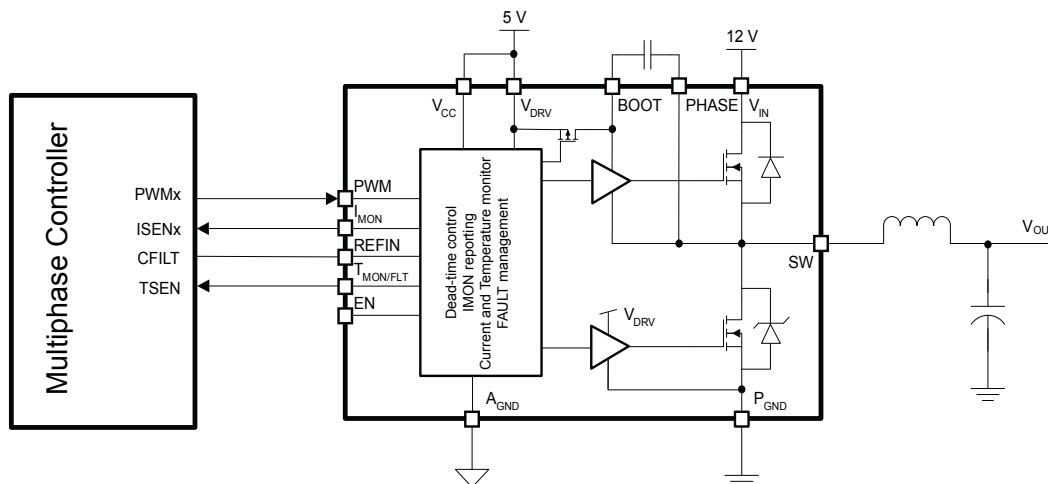 5 V
12 V
V_CC
V_DRV
BOOT
PHASE
V_IN
Multiphase Controller
PWMx
ISENx
CFILT
TSEN
PWM
I_MON
REFIN
T_MON/FLT
EN
Dead-time control
IMON reporting
Current and Temperature monitor
FAULT management
V_DRV
SW
V_OU
A_GND
P_GND